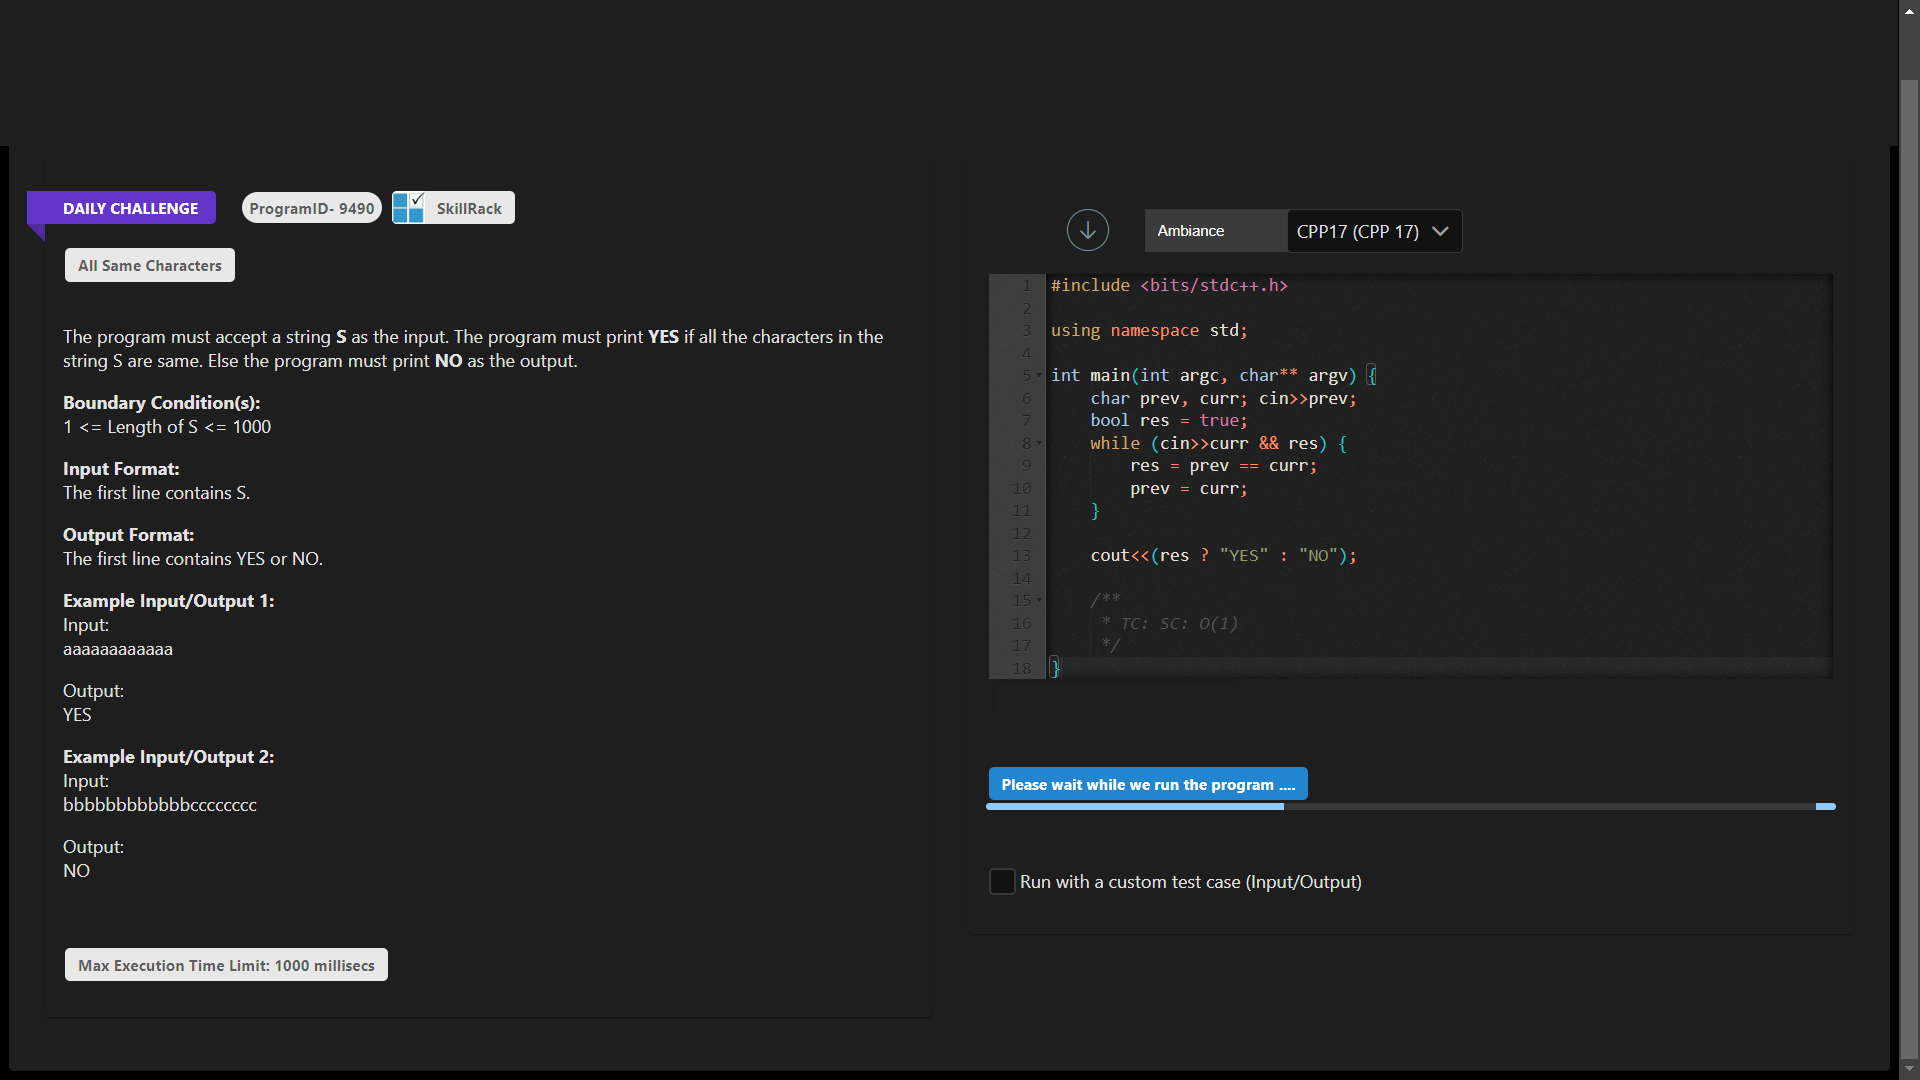 DAILY CHALLENGE
ProgramID- 9490
SkillRack
All Same Characters
The program must accept a string S as the input. The program must print YES if all the characters in the
string S are same. Else the program must print NO as the output.
Boundary Condition(s):
1 <= Length of S <= 1000
Input Format:
The first line contains S.
Output Format:
The first line contains YES or NO.
Example Input/Output 1:
Input:
aaaaaaaaaaaa
Output:
YES
Example Input/Output 2:
Input:
bbbbbbbbbbbbcccccccc
Output:
NO
Max Execution Time Limit: 1000 millisecs
Ambiance
CPP17 (CPP 17)
1 #include <bits/stdc++.h>
2
3 using namespace std;
4
5 int main(int argc, char** argv) {
6     char prev, curr; cin>>prev;
7     bool res = true;
8     while (cin>>curr && res) {
9         res = prev == curr;
10         prev = curr;
11     }
12
13     cout<<(res ? "YES" : "NO");
14
15     /**
16      * TC: SC: O(1)
17      */
18 }
Please wait while we run the program ....
Run with a custom test case (Input/Output)